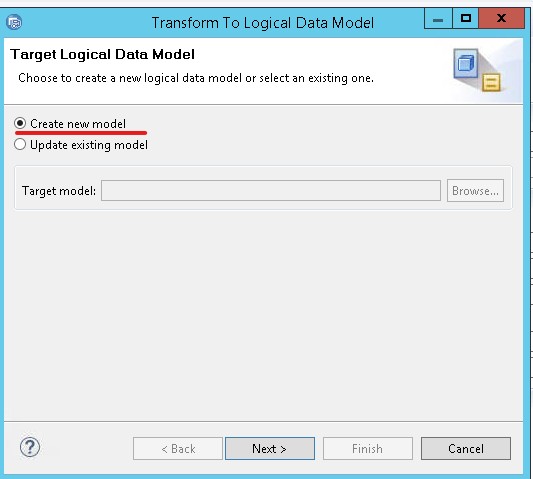 Transform To Logical Data Model
Target Logical Data Model
Choose to create a new logical data model or select an existing one.
Create new model
Update existing model
Target model:
Browse...
?
< Back
Next >
Finish
Cancel